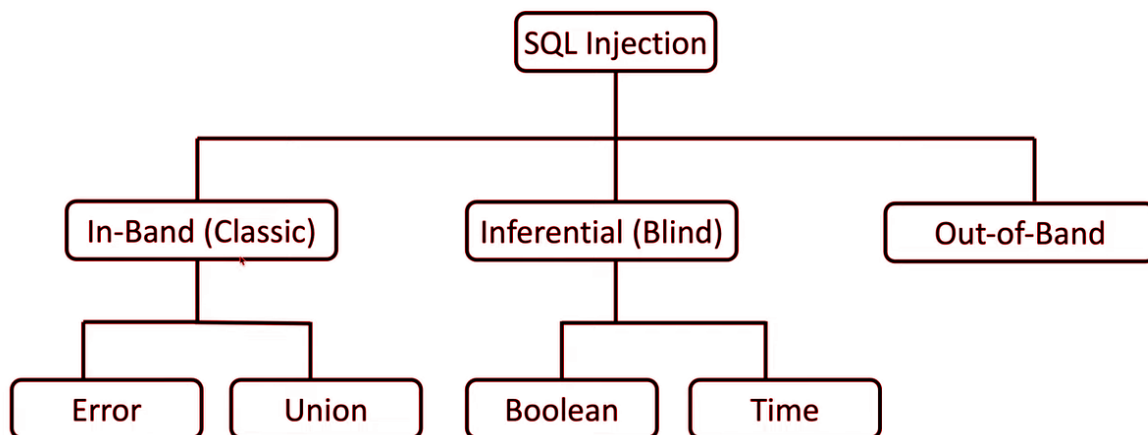 SQL Injection
In-Band (Classic)
Inferential (Blind)
Out-of-Band
Error
Union
Boolean
Time